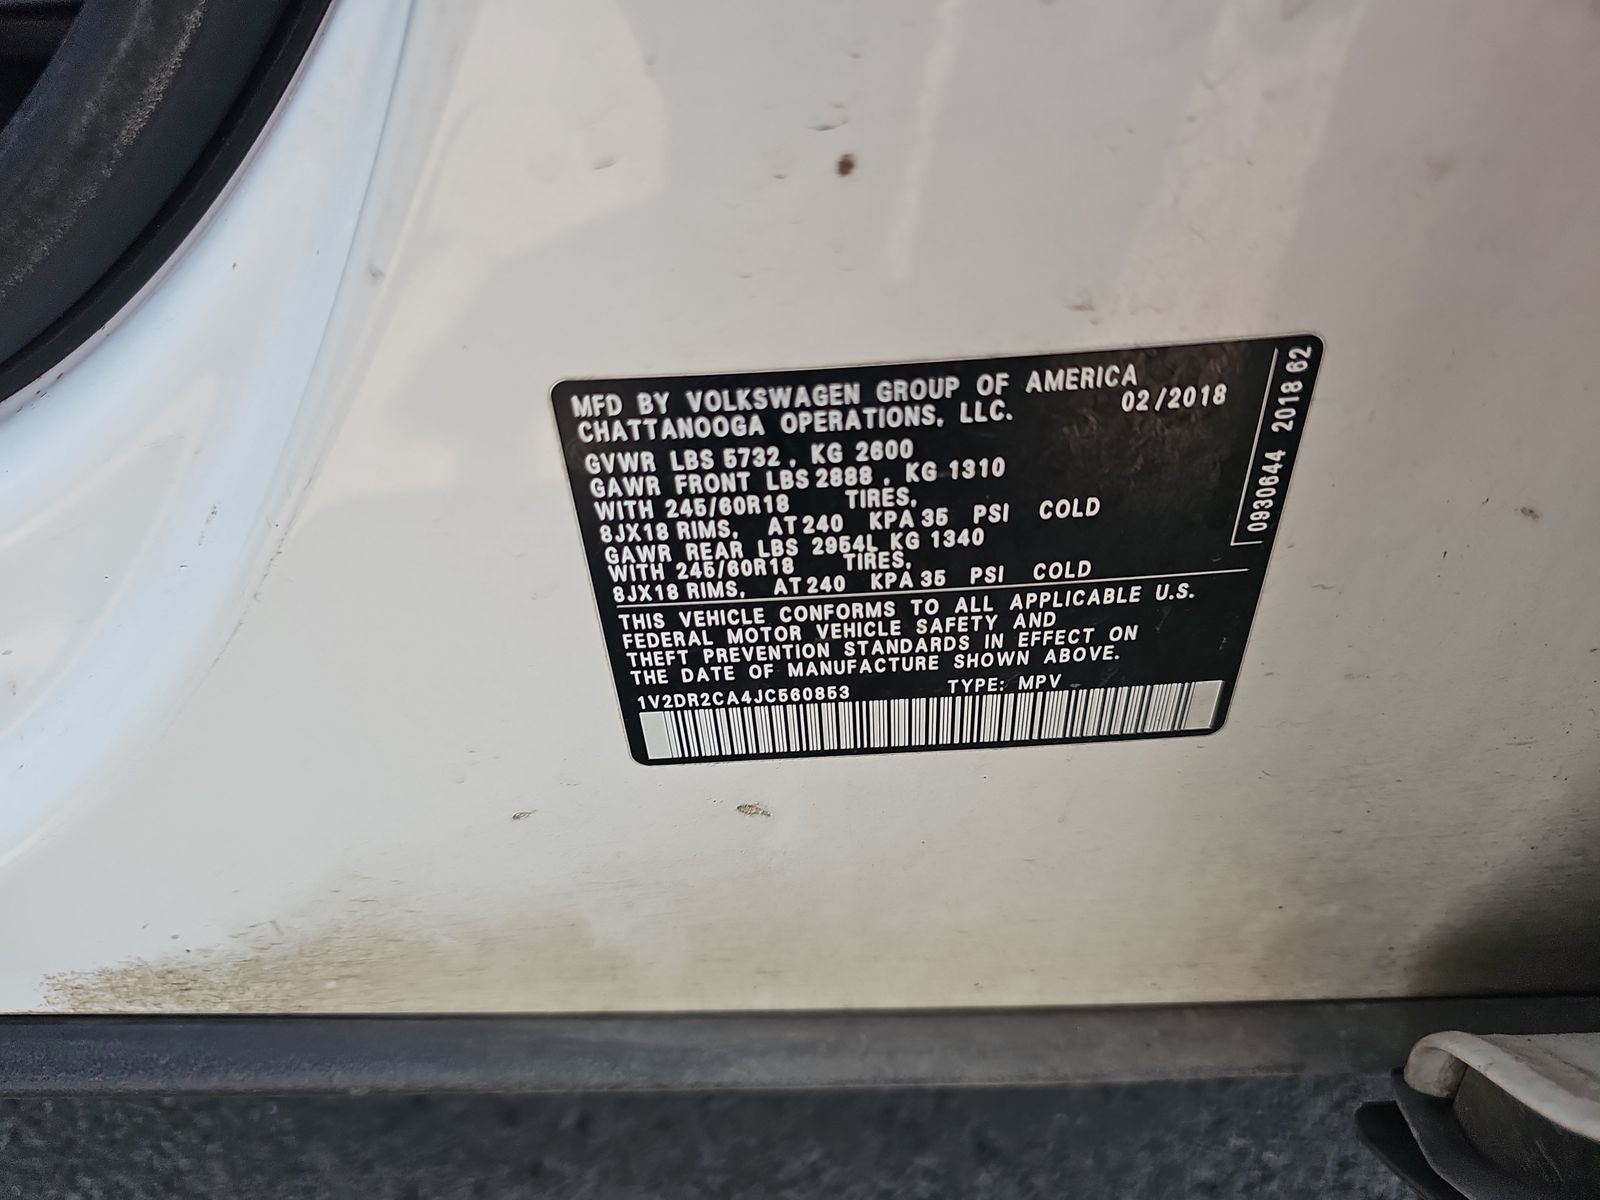 MFD BY VOLKSWAGEN GROUP OF AMERICA
CHATTANOOGA OPERATIONS, LLC. 02/2018
GVWR LBS 5732 , KG 2600
GAWR FRONT LBS 2888 , KG 1310
WITH 245/60R18 TIRES,
8JX18 RIMS, AT 240 KPA 35 PSI COLD
GAWR REAR LBS 2954L KG 1340
WITH 245/60R18 TIRES,
8JX18 RIMS, AT 240 KPA 35 PSI COLD
THIS VEHICLE CONFORMS TO ALL APPLICABLE U.S.
FEDERAL MOTOR VEHICLE SAFETY AND
THEFT PREVENTION STANDARDS IN EFFECT ON
THE DATE OF MANUFACTURE SHOWN ABOVE.
1V2DR2CA4JC560853 TYPE: MPV
0930644 2018 62